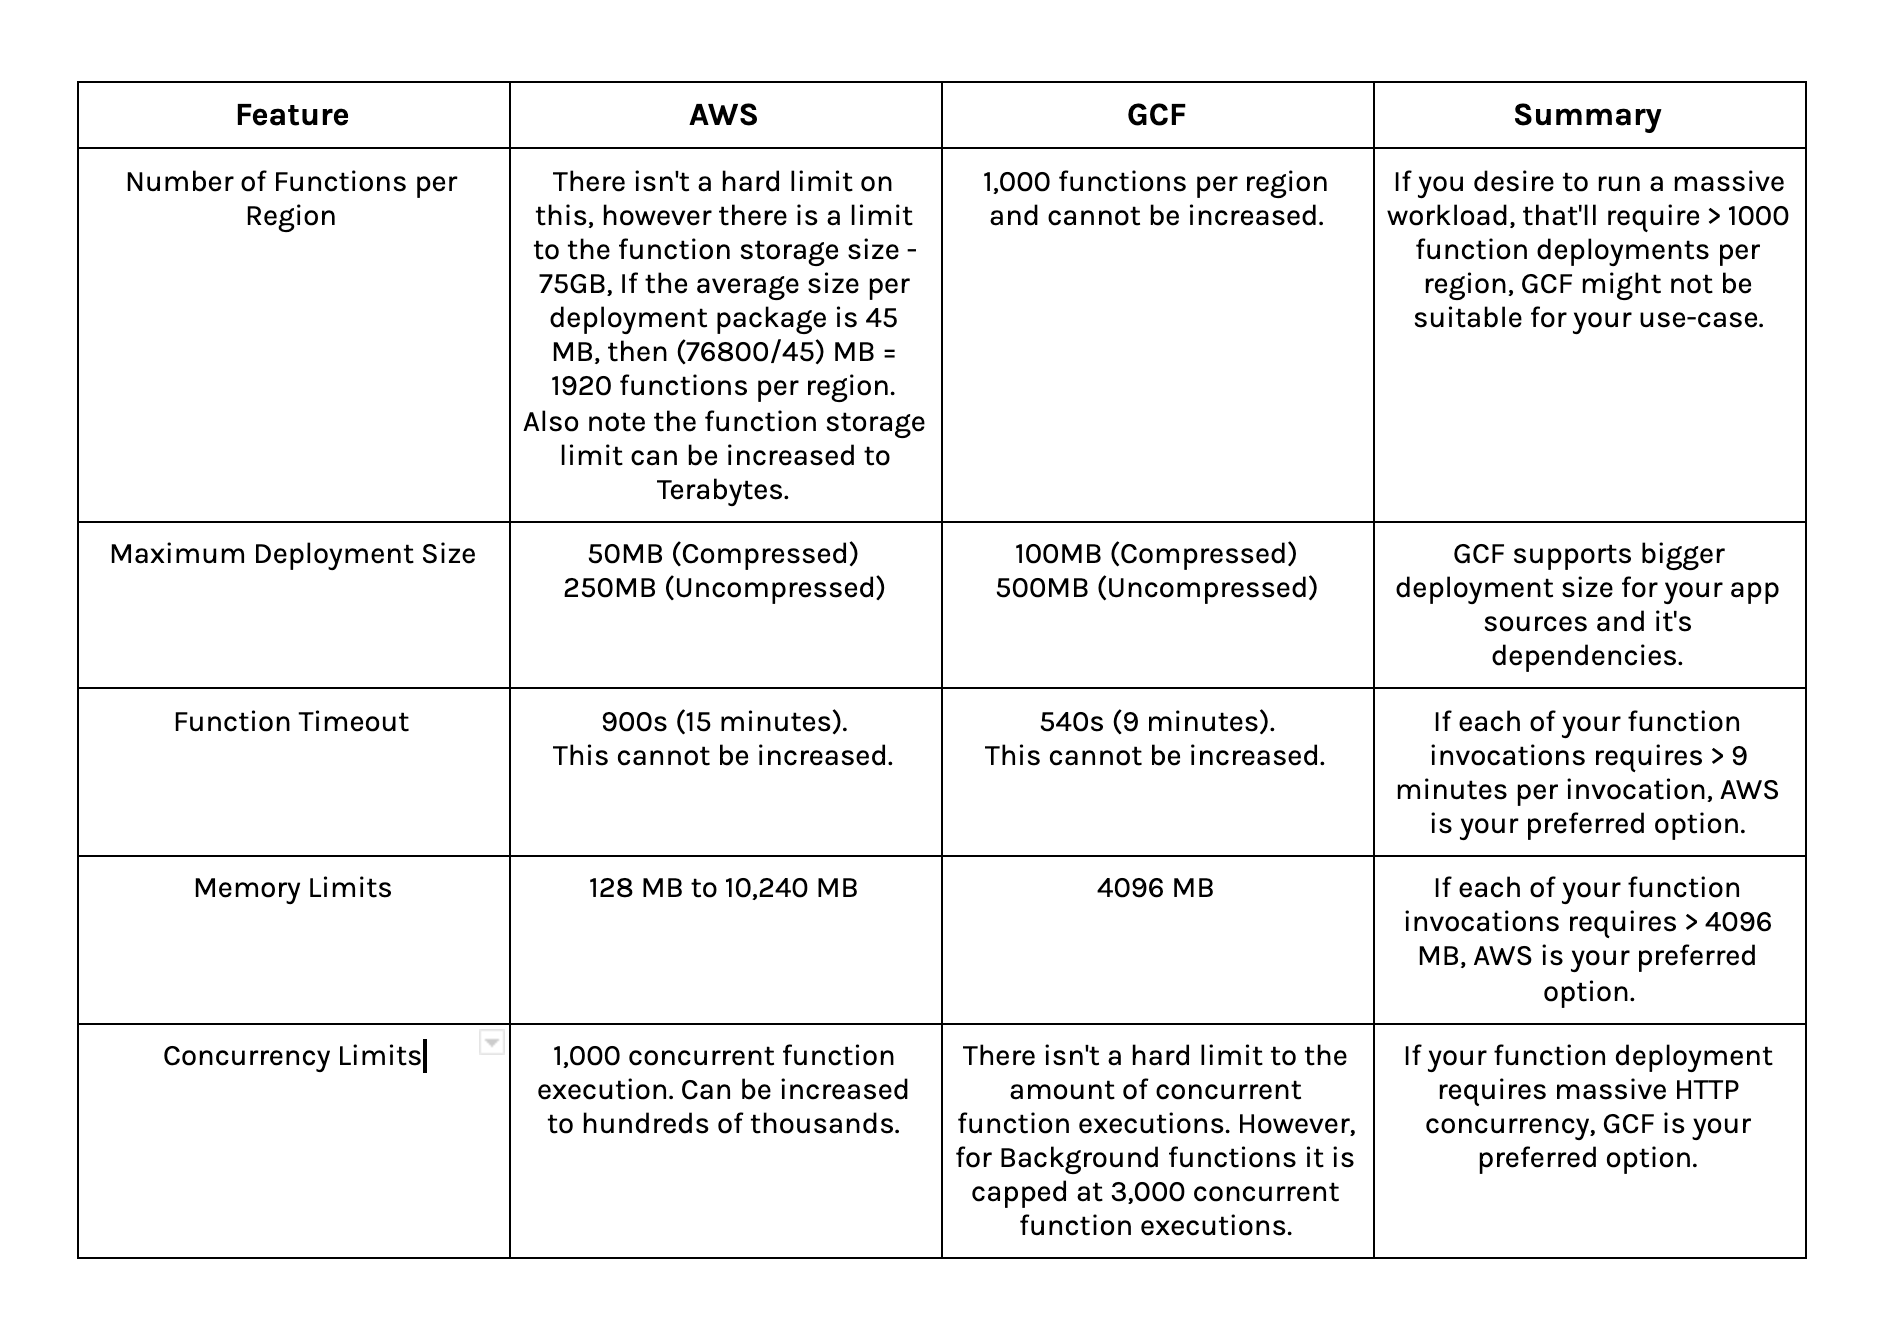 Feature
AWS
GCF
Summary
Number of Functions per
Region
There isn't a hard limit on
this, however there is a limit
to the function storage size -
75GB, If the average size per
deployment package is 45
MB, then (76800/45) MB =
1920 functions per region.
Also note the function storage
limit can be increased to
Terabytes.
1,000 functions per region
and cannot be increased.
If you desire to run a massive
workload, that'll require > 1000
function deployments per
region, GCF might not be
suitable for your use-case.
Maximum Deployment Size
50MB (Compressed)
250MB (Uncompressed)
100MB (Compressed)
500MB (Uncompressed)
GCF supports bigger
deployment size for your app
sources and it's
dependencies.
Function Timeout
900s (15 minutes).
This cannot be increased.
540s (9 minutes).
This cannot be increased.
If each of your function
invocations requires > 9
minutes per invocation, AWS
is your preferred option.
Memory Limits
128 MB to 10,240 MB
4096 MB
If each of your function
invocations requires > 4096
MB, AWS is your preferred
option.
Concurrency Limits
1,000 concurrent function
execution. Can be increased
to hundreds of thousands.
There isn't a hard limit to the
amount of concurrent
function executions. However,
for Background functions it is
capped at 3,000 concurrent
function executions.
If your function deployment
requires massive HTTP
concurrency, GCF is your
preferred option.